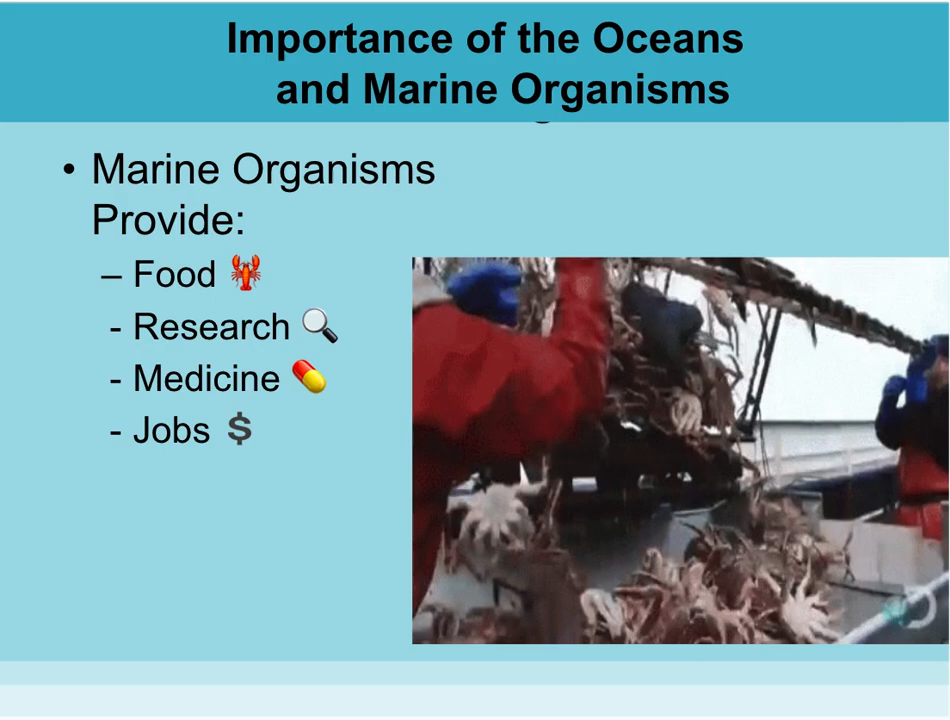 Importance of the Oceans
and Marine Organisms
• Marine Organisms
Provide:
– Food 🦞
- Research 🔍
- Medicine 💊
- Jobs $